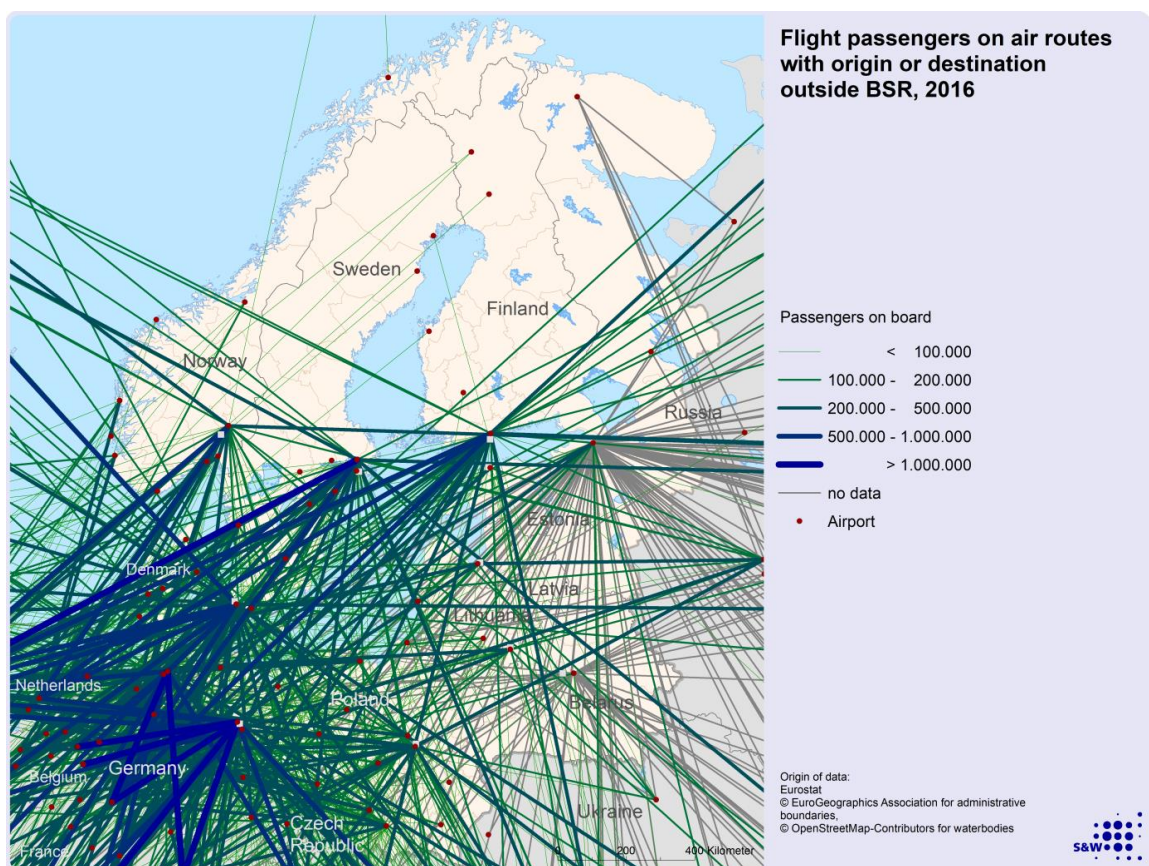 Flight passengers on air routes
with origin or destination
outside BSR, 2016
Sweden
Finland
Norway
Russia
Estonia
Denmark
Latvia
Lithuania
Netherlands
Poland
Belarus
Belgium
Germany
Ukraine
Czech
Republic
France
0 200 400 Kilometer
Passengers on board
< 100.000
100.000 - 200.000
200.000 - 500.000
500.000 - 1.000.000
> 1.000.000
no data
Airport
Origin of data:
Eurostat
© EuroGeographics Association for administrative
boundaries,
© OpenStreetMap-Contributors for waterbodies
S&W